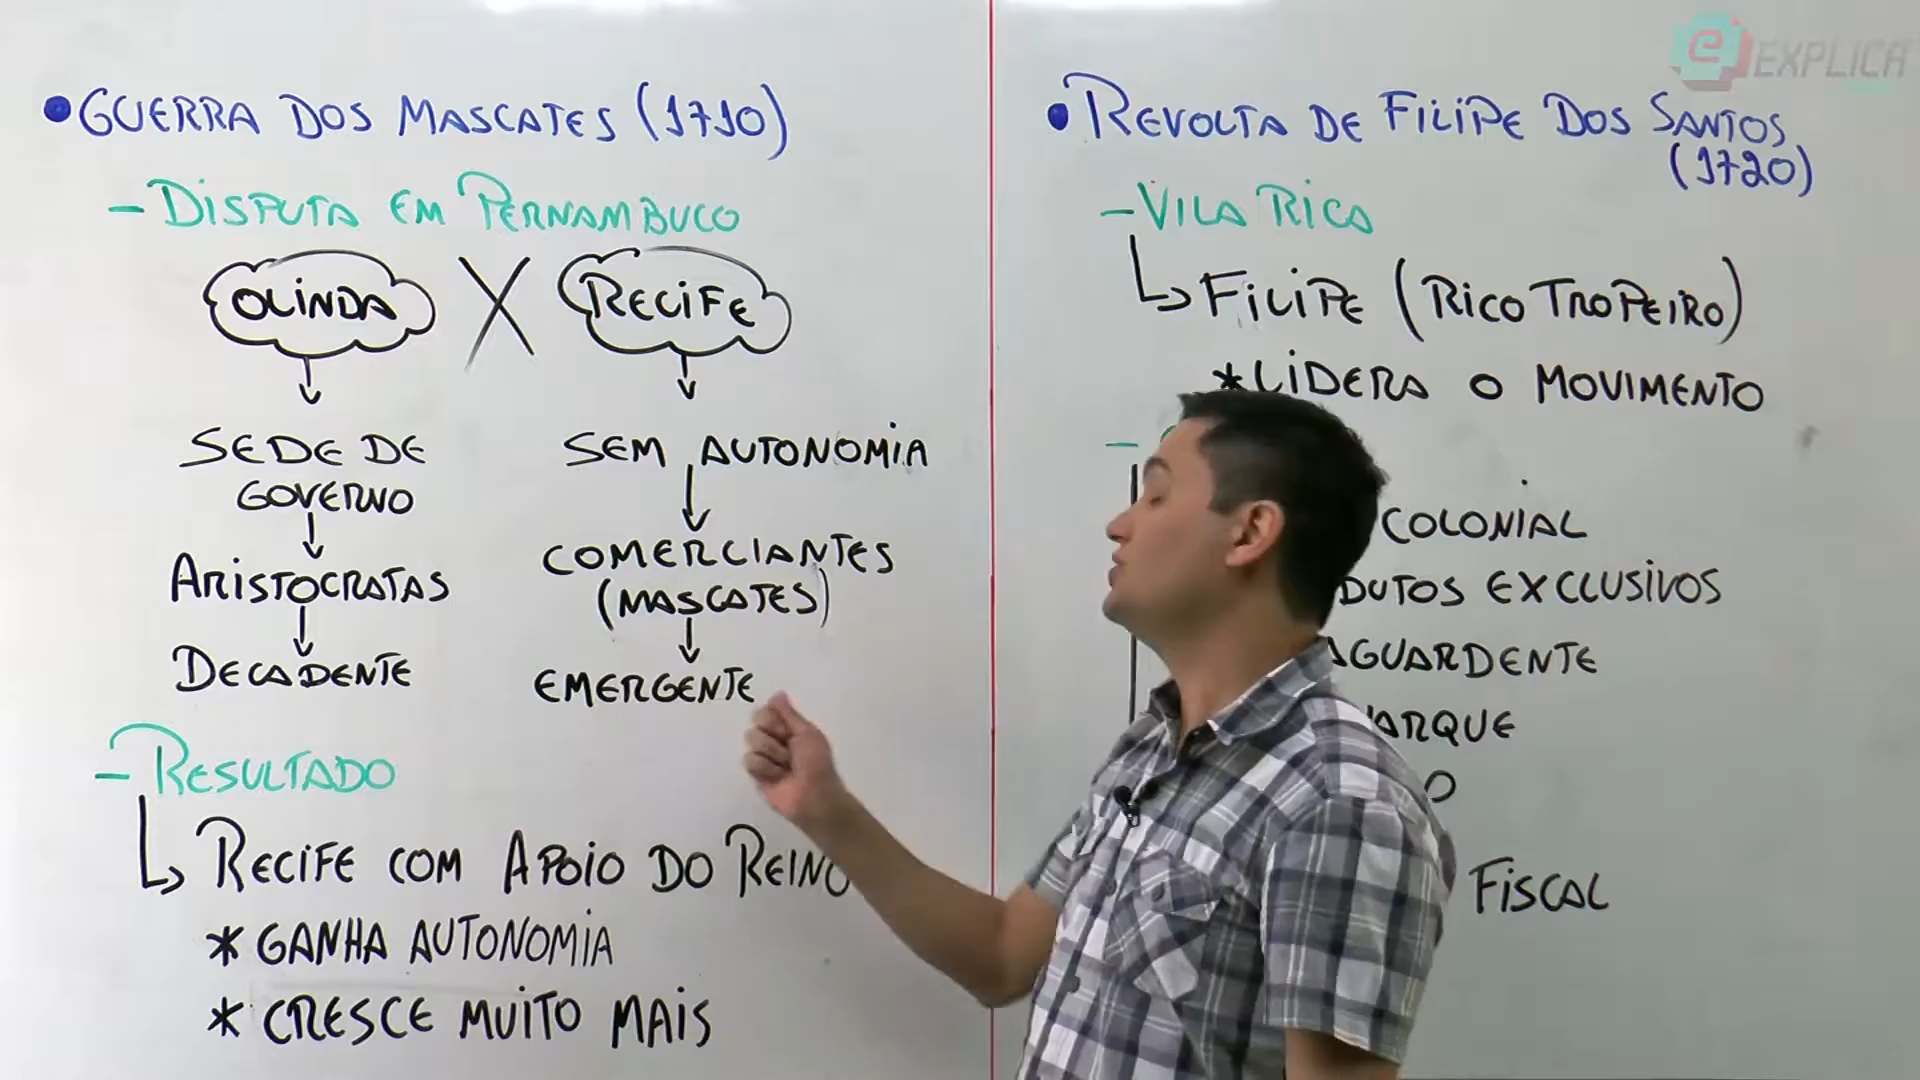 • GUERRA DOS MASCATES (1710)
- DISPUTA EM PERNAMBUCO
OLINDA X RECIFE
SEDE DE
GOVERNO
ARISTOCRATAS
DECADENTE
SEM AUTONOMIA
COMERCIANTES
(MASCATES)
EMERGENTE
- RESULTADO
RECIFE COM APOIO DO REINO
* GANHA AUTONOMIA
* CRESCE MUITO MAIS
• REVOLTA DE FILIPE DOS SANTOS
(1720)
- VILA RICA
FILIPE (RICO TROPEIRO)
* LIDERA O MOVIMENTO
COLONIAL
EXCLUSIVOS
AGUARDENTE
FISCAL
EXPLICA